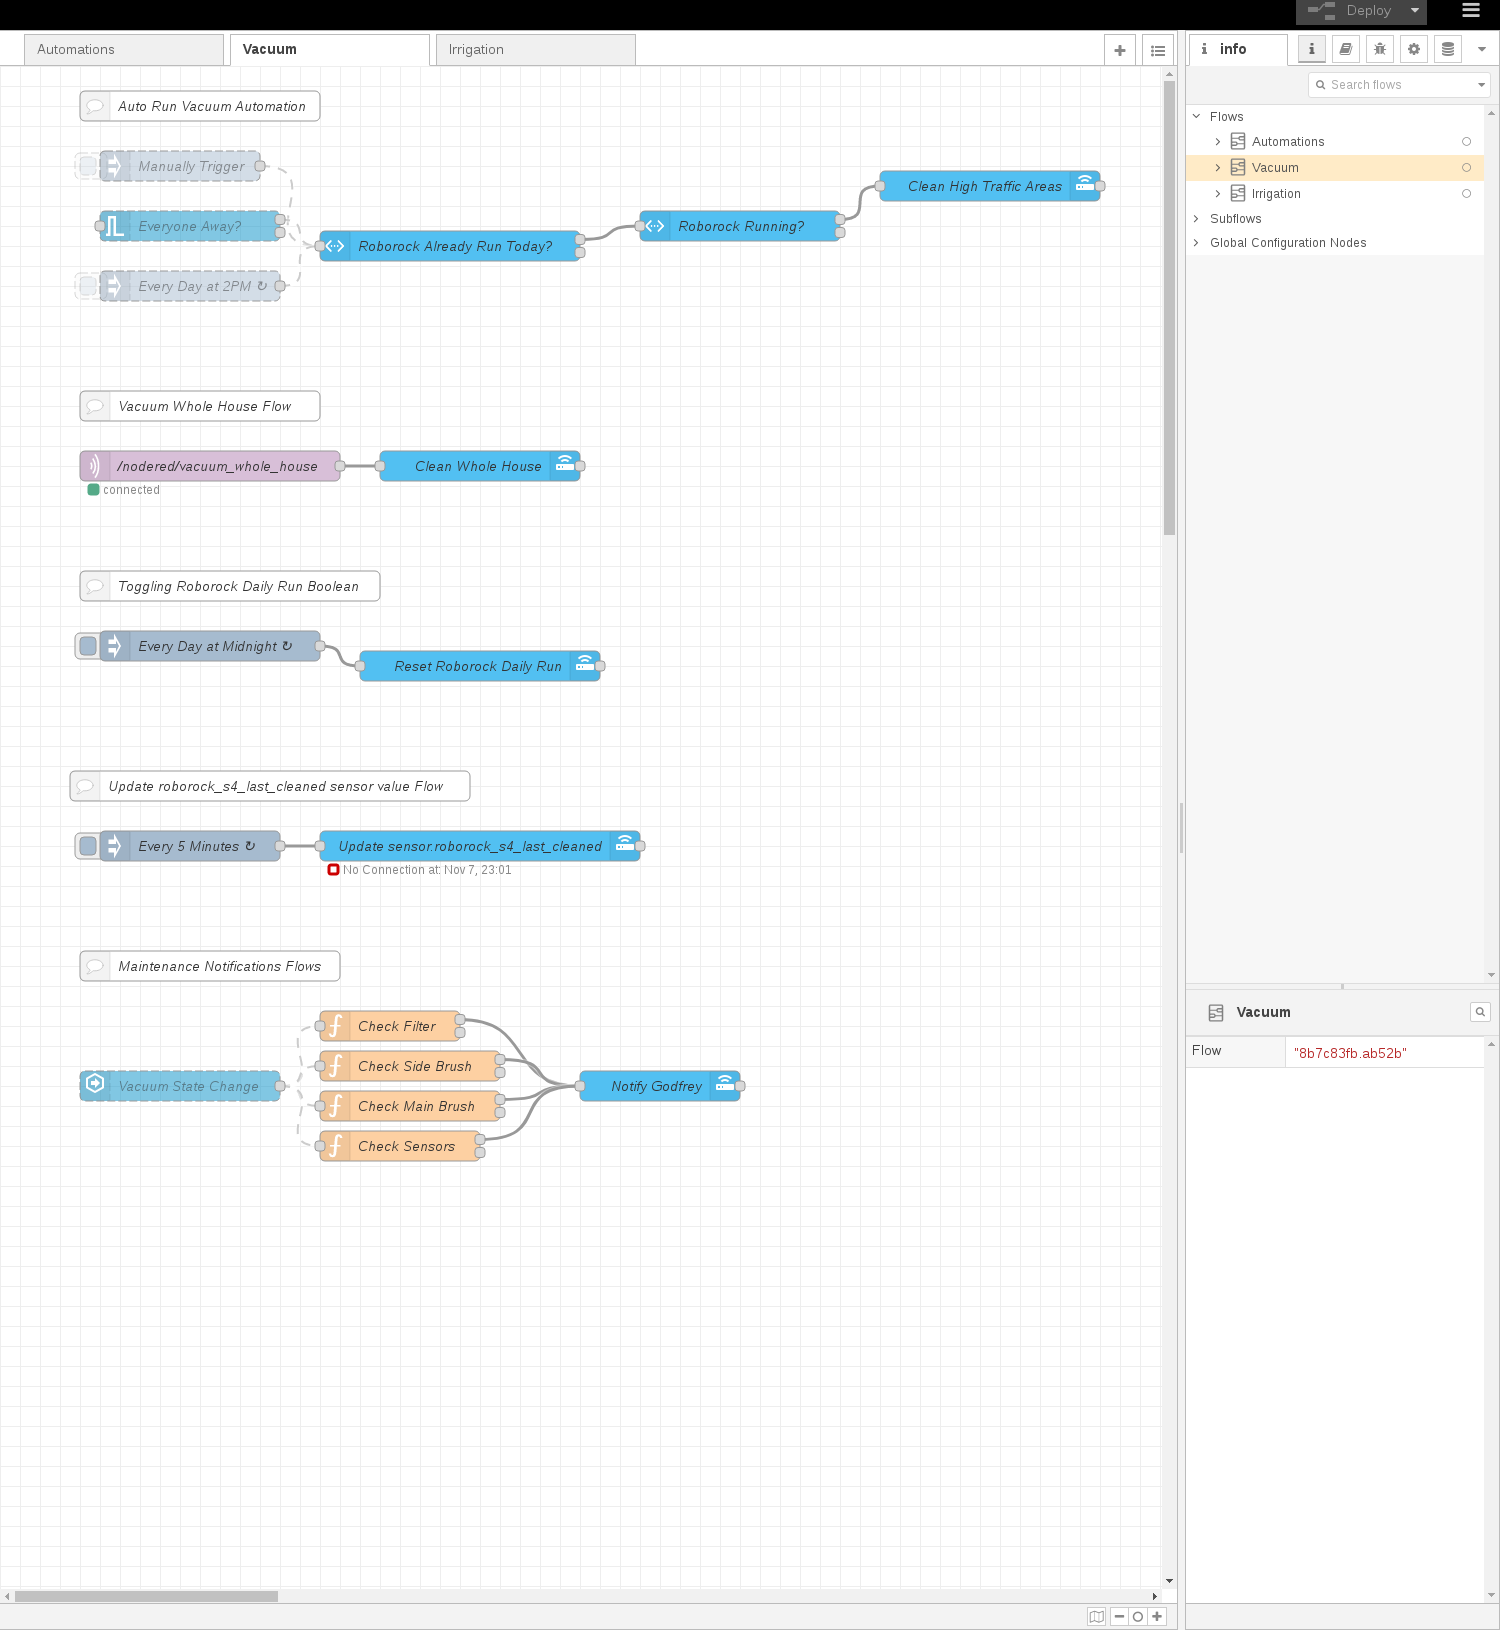 Deploy
Automations
Vacuum
Irrigation
info
Search flows
Auto Run Vacuum Automation
Manually Trigger
Everyone Away?
Every Day at 2PM ↻
Roborock Already Run Today?
Roborock Running?
Clean High Traffic Areas
Vacuum Whole House Flow
/nodered/vacuum_whole_house
connected
Clean Whole House
Toggling Roborock Daily Run Boolean
Every Day at Midnight ↻
Reset Roborock Daily Run
Update roborock_s4_last_cleaned sensor value Flow
Every 5 Minutes ↻
Update sensor.roborock_s4_last_cleaned
No Connection at: Nov 7, 23:01
Maintenance Notifications Flows
Vacuum State Change
Check Filter
Check Side Brush
Check Main Brush
Check Sensors
Notify Godfrey
Flows
Automations
Vacuum
Irrigation
Subflows
Global Configuration Nodes
Vacuum
Flow
"8b7c83fb.ab52b"